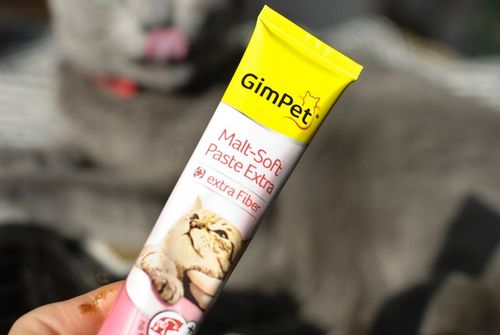 GimPet®
Malt-Soft
Paste Extra
extra Fiber